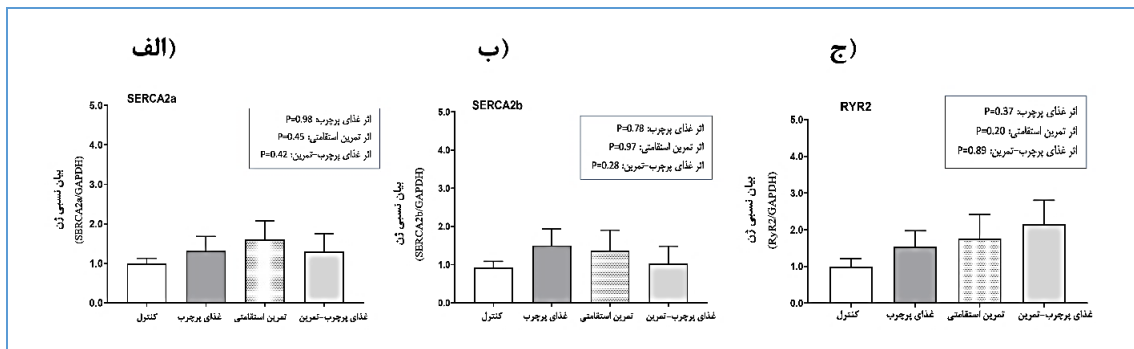 الف)
SERCA2a
اثر غذای پرچرب: P=0.98
اثر تمرین استقامتی: P=0.45
اثر غذای پرچرب-تمرین: P=0.42
5.0
4.0
3.0
2.0
1.0
0.0
بیان نسبی ژن
(SERCA2a/GAPDH)
کنترل
غذای پرچرب
تمرین استقامتی
غذای پرچرب-تمرین
ب)
SERCA2b
اثر غذای پرچرب: P=0.78
اثر تمرین استقامتی: P=0.97
اثر غذای پرچرب-تمرین: P=0.28
5.0
4.0
3.0
2.0
1.0
0.0
بیان نسبی ژن
(SERCA2b/GAPDH)
کنترل
غذای پرچرب
تمرین استقامتی
غذای پرچرب-تمرین
ج)
RYR2
اثر غذای پرچرب: P=0.37
اثر تمرین استقامتی: P=0.20
اثر غذای پرچرب-تمرین: P=0.89
5.0
4.0
3.0
2.0
1.0
0.0
بیان نسبی ژن
(RyR2/GAPDH)
کنترل
غذای پرچرب
تمرین استقامتی
غذای پرچرب-تمرین